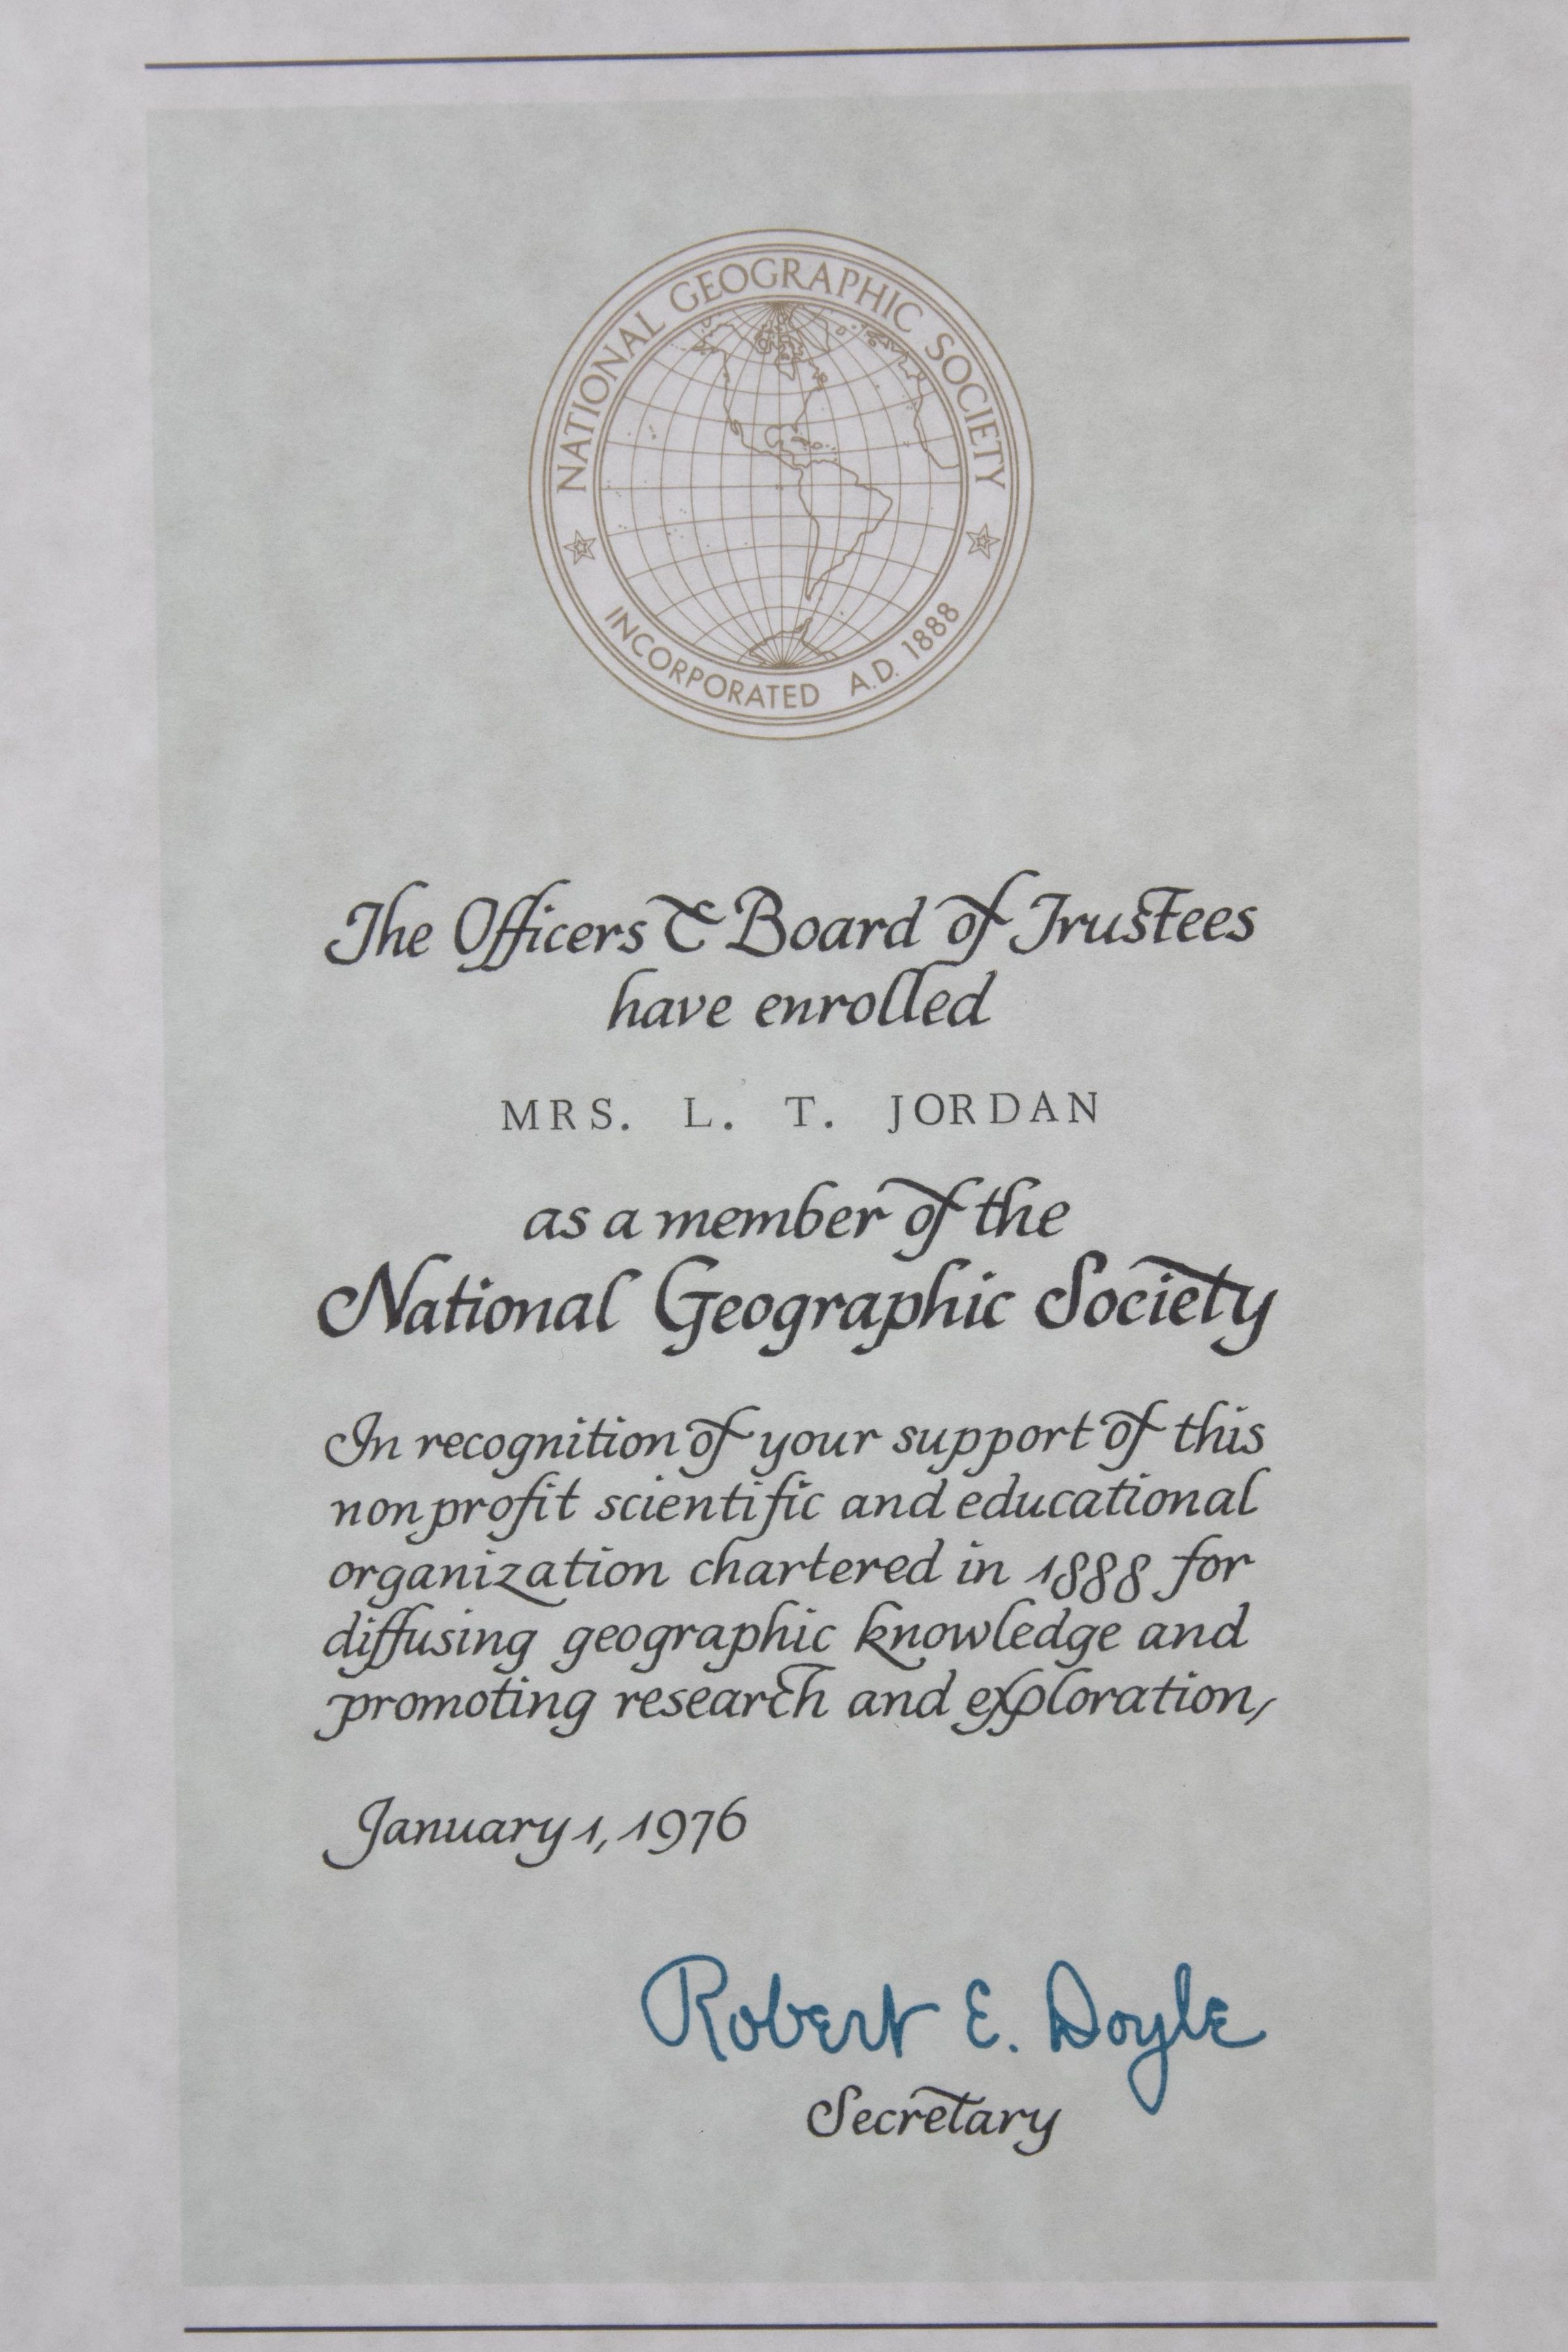 NATIONAL GEOGRAPHIC SOCIETY
INCORPORATED A.D. 1888
The Officers & Board of Trustees
have enrolled
MRS. L. T. JORDAN
as a member of the
National Geographic Society
In recognition of your support of this
nonprofit scientific and educational
organization chartered in 1888 for
diffusing geographic knowledge and
promoting research and exploration,
January 1, 1976
Robert E. Doyle
Secretary